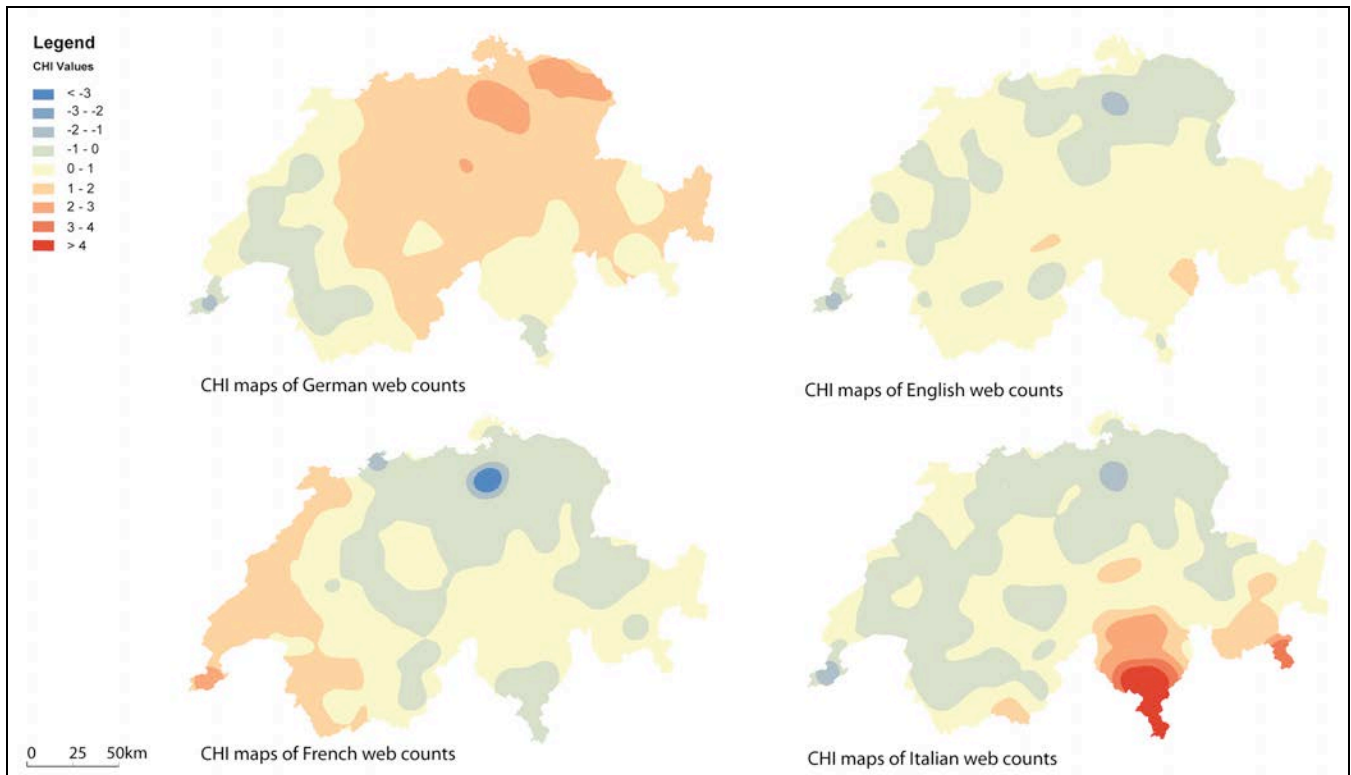 Legend
CHI Values
< -3
-3 - -2
-2 - -1
-1 - 0
0 - 1
1 - 2
2 - 3
3 - 4
> 4
CHI maps of German web counts
CHI maps of English web counts
CHI maps of French web counts
CHI maps of Italian web counts
0 25 50km